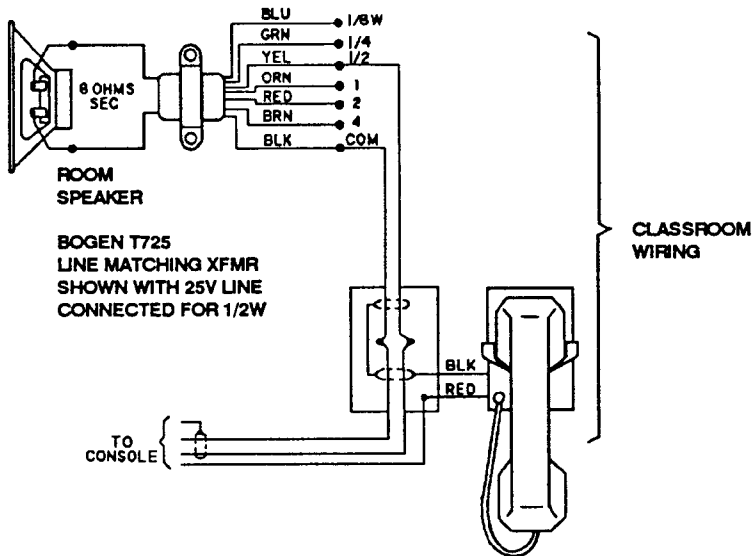 BLU
1/8W
GRN
1/4
YEL
1/2
8 OHMS
SEC
ORN
1
RED
2
BRN
4
BLK
COM
ROOM
SPEAKER
BOGEN T725
LINE MATCHING XFMR
SHOWN WITH 25V LINE
CONNECTED FOR 1/2W
CLASSROOM
WIRING
BLK
RED
TO
CONSOLE